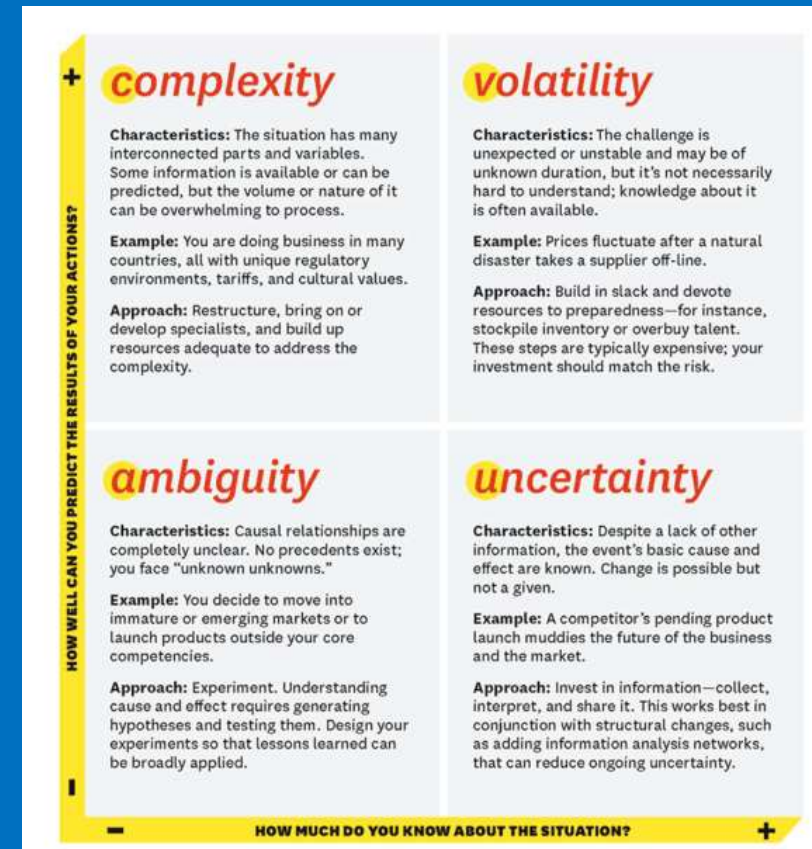 +
HOW WELL CAN YOU PREDICT THE RESULTS OF YOUR ACTIONS?
−
complexity
Characteristics: The situation has many
interconnected parts and variables.
Some information is available or can be
predicted, but the volume or nature of it
can be overwhelming to process.
Example: You are doing business in many
countries, all with unique regulatory
environments, tariffs, and cultural values.
Approach: Restructure, bring on or
develop specialists, and build up
resources adequate to address the
complexity.
volatility
Characteristics: The challenge is
unexpected or unstable and may be of
unknown duration, but it’s not necessarily
hard to understand; knowledge about it
is often available.
Example: Prices fluctuate after a natural
disaster takes a supplier off-line.
Approach: Build in slack and devote
resources to preparedness—for instance,
stockpile inventory or overbuy talent.
These steps are typically expensive; your
investment should match the risk.
ambiguity
Characteristics: Causal relationships are
completely unclear. No precedents exist;
you face “unknown unknowns.”
Example: You decide to move into
immature or emerging markets or to
launch products outside your core
competencies.
Approach: Experiment. Understanding
cause and effect requires generating
hypotheses and testing them. Design your
experiments so that lessons learned can
be broadly applied.
uncertainty
Characteristics: Despite a lack of other
information, the event’s basic cause and
effect are known. Change is possible but
not a given.
Example: A competitor’s pending product
launch muddies the future of the business
and the market.
Approach: Invest in information—collect,
interpret, and share it. This works best in
conjunction with structural changes, such
as adding information analysis networks,
that can reduce ongoing uncertainty.
− HOW MUCH DO YOU KNOW ABOUT THE SITUATION? +